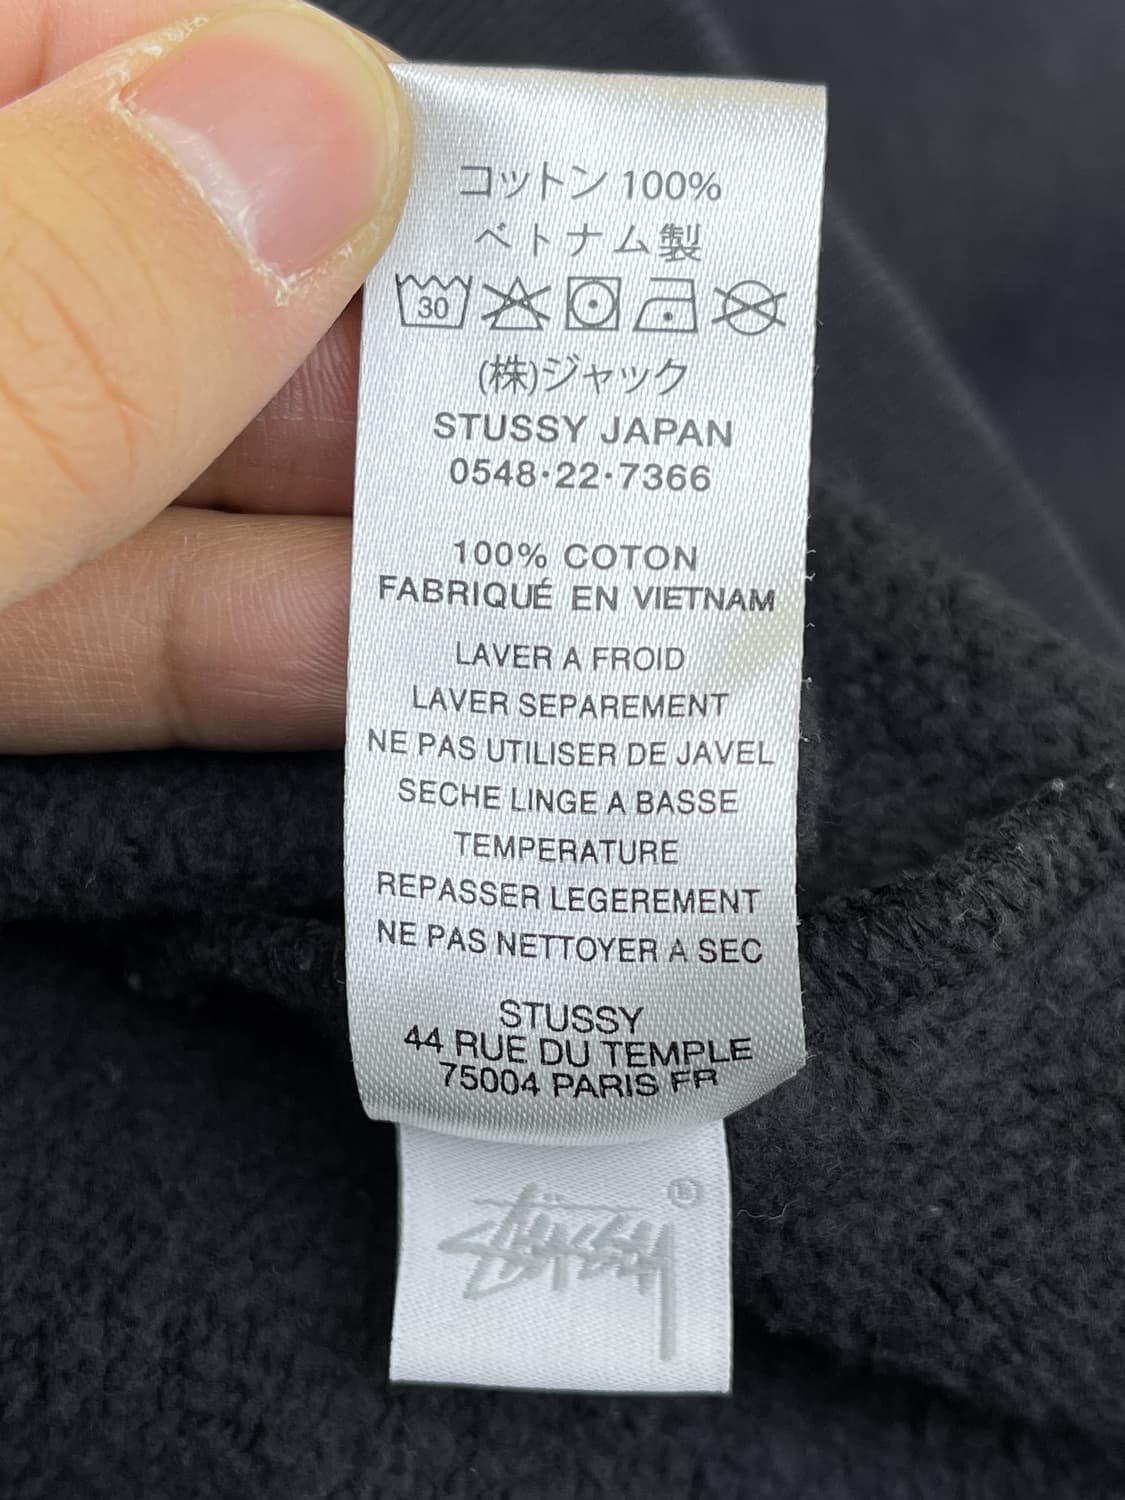 コットン 100%
ベトナム製
30
(株)ジャック
STUSSY JAPAN
0548·22·7366
100% COTON
FABRIQUÉ EN VIETNAM
LAVER A FROID
LAVER SEPAREMENT
NE PAS UTILISER DE JAVEL
SECHE LINGE A BASSE
TEMPERATURE
REPASSER LEGEREMENT
NE PAS NETTOYER A SEC
STUSSY
44 RUE DU TEMPLE
75004 PARIS FR
Stüssy ®